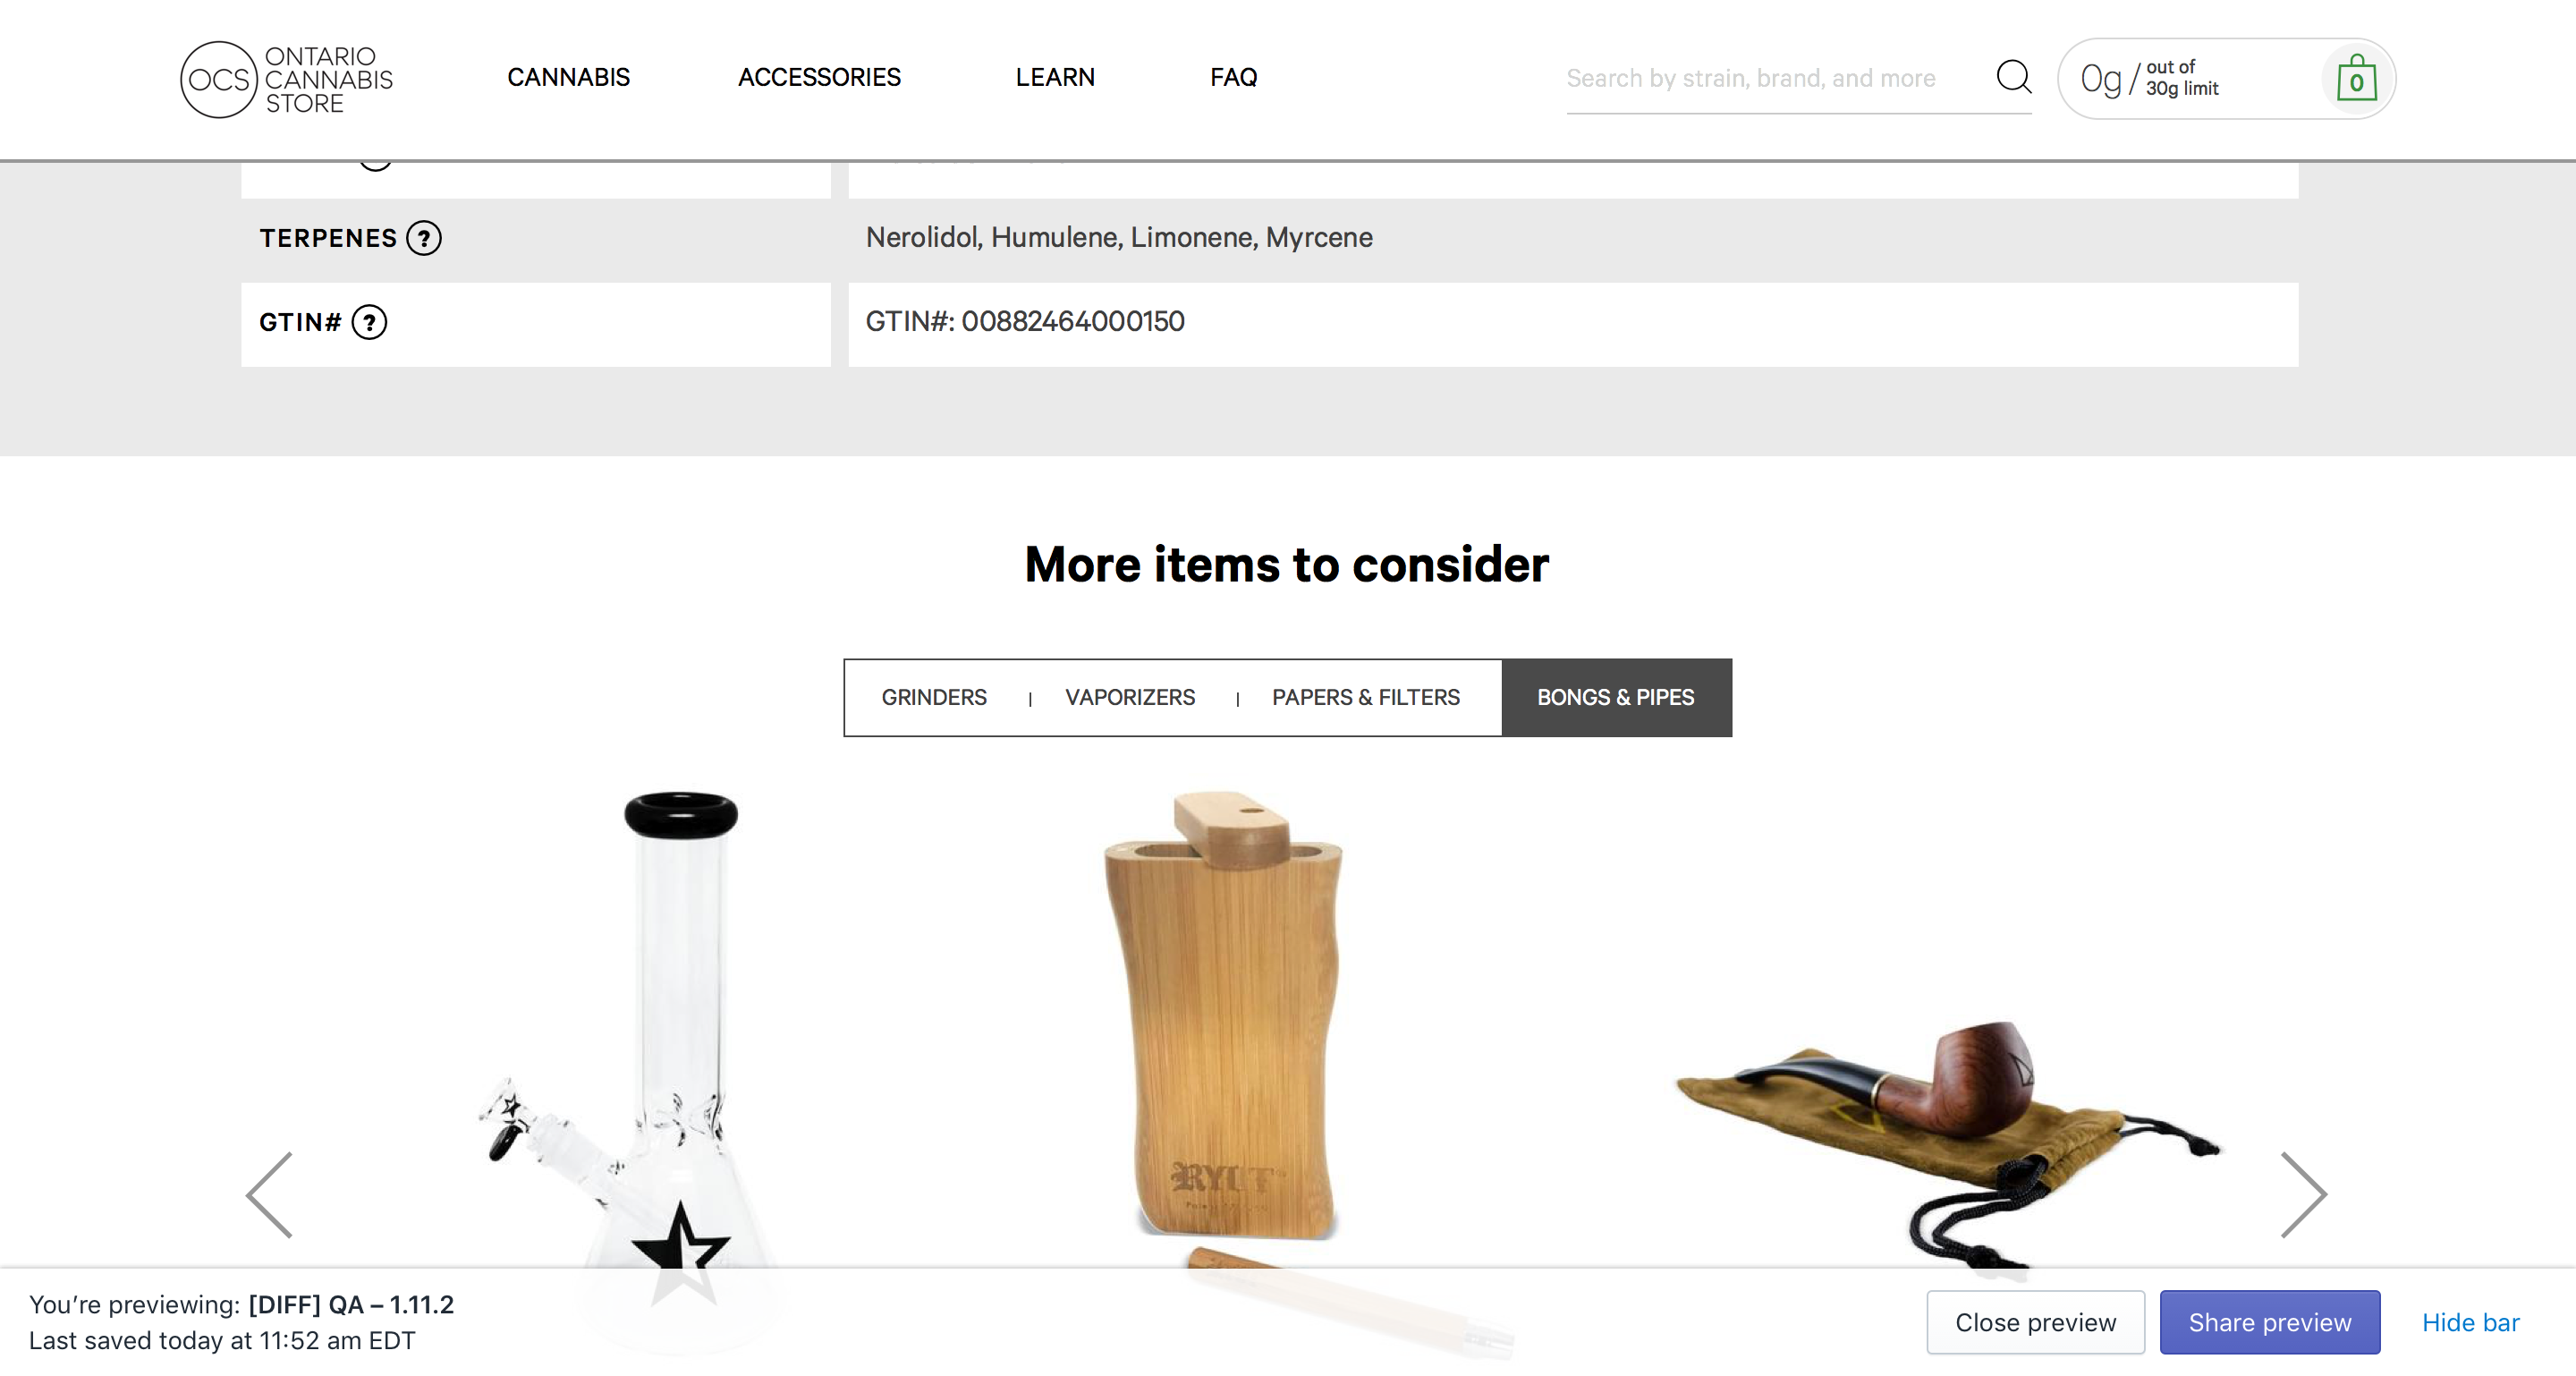 OCS ONTARIO CANNABIS STORE
CANNABIS
ACCESSORIES
LEARN
FAQ
Search by strain, brand, and more
0g / out of 30g limit
0
TERPENES ?
Nerolidol, Humulene, Limonene, Myrcene
GTIN# ?
GTIN#: 00882464000150
More items to consider
GRINDERS | VAPORIZERS | PAPERS & FILTERS BONGS & PIPES
RYOT
You're previewing: [DIFF] QA – 1.11.2
Last saved today at 11:52 am EDT
Close preview
Share preview
Hide bar